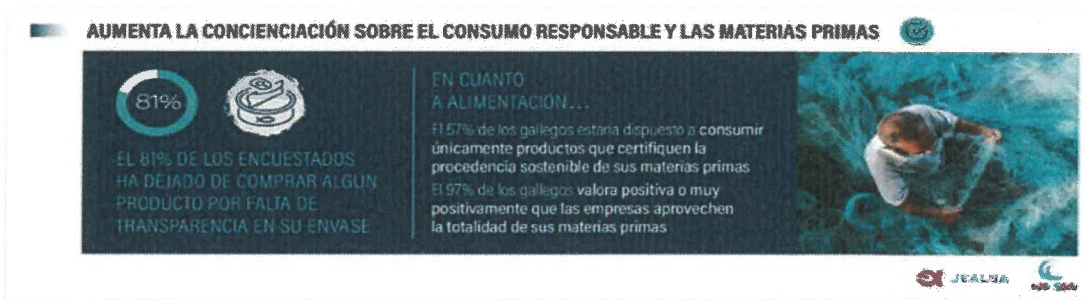 AUMENTA LA CONCIENCIACIÓN SOBRE EL CONSUMO RESPONSABLE Y LAS MATERIAS PRIMAS
81%
EL 81% DE LOS ENCUESTADOS
HA DEJADO DE COMPRAR ALGUN
PRODUCTO POR FALTA DE
TRANSPARENCIA EN SU ENVASE
EN CUANTO
A ALIMENTACIÓN...
El 57% de los gallegos estaria dispuesto a consumir
únicamente productos que certifiquen la
procedencia sostenible de sus materias primas
El 97% de los gallegos valora positiva o muy
positivamente que las empresas aprovechen
la totalidad de sus materias primas
JEALSA